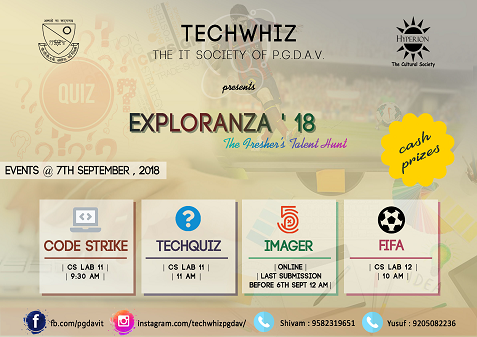 TECHWHIZ
THE IT SOCIETY OF P.G.D.A.V.
HYPERION
The Cultural Society
presents
QUIZ
EXPLORANZA ' 18
The Fresher's Talent Hunt
cash
prizes
EVENTS @ 7TH SEPTEMBER , 2018
CODE STRIKE
| CS LAB 11 |
| 9:30 AM |
TECHQUIZ
| CS LAB 11 |
| 11 AM |
IMAGER
| ONLINE |
| LAST SUBMISSION
BEFORE 6TH SEPT 12 AM |
FIFA
| CS LAB 12 |
| 10 AM |
fb.com/pgdavit
Instagram.com/techwhizpgdav/
Shivam : 9582319651
Yusuf : 9205082236